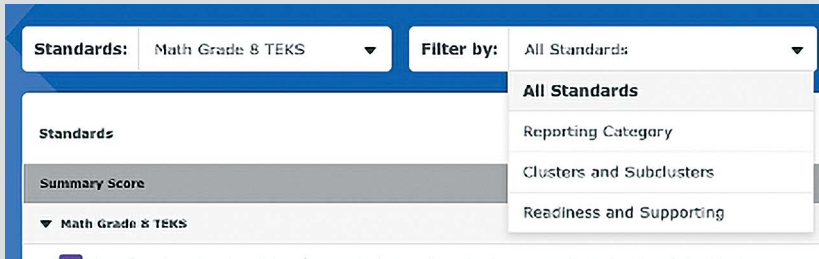 Standards: Math Grade 8 TEKS Filter by: All Standards
All Standards
Reporting Category
Clusters and Subclusters
Readiness and Supporting
Standards
Summary Score
Math Grade 8 TEKS